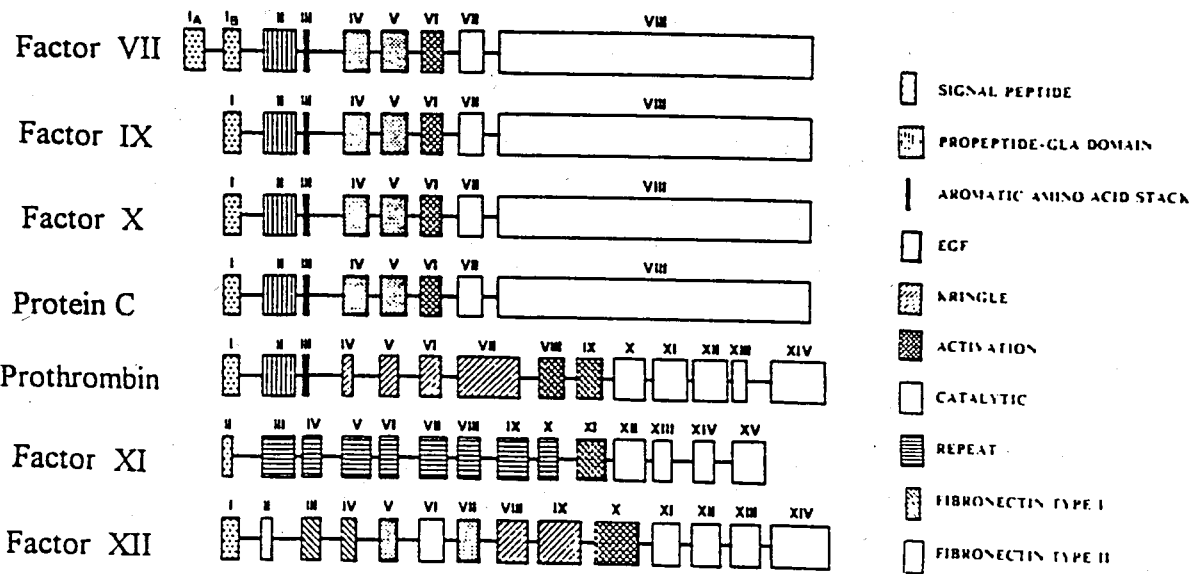 I_A I_B II III IV V VI VII VIII
Factor VII
SIGNAL PEPTIDE
I II III IV V VI VII VIII
Factor IX
PROPEPTIDE-GLA DOMAIN
I II III IV V VI VII VIII
AROMATIC AMINO ACID STACK
Factor X
EGF
I II III IV V VI VII VIII
Protein C
KRINGLE
I II III IV V VI VII VIII IX X XI XII XIII XIV
Prothrombin
ACTIVATION
CATALYTIC
II III IV V VI VII VIII IX X XI XII XIII XIV XV
Factor XI
REPEAT
I II III IV V VI VII VIII IX X XI XII XIII XIV
FIBRONECTIN TYPE I
Factor XII
FIBRONECTIN TYPE II